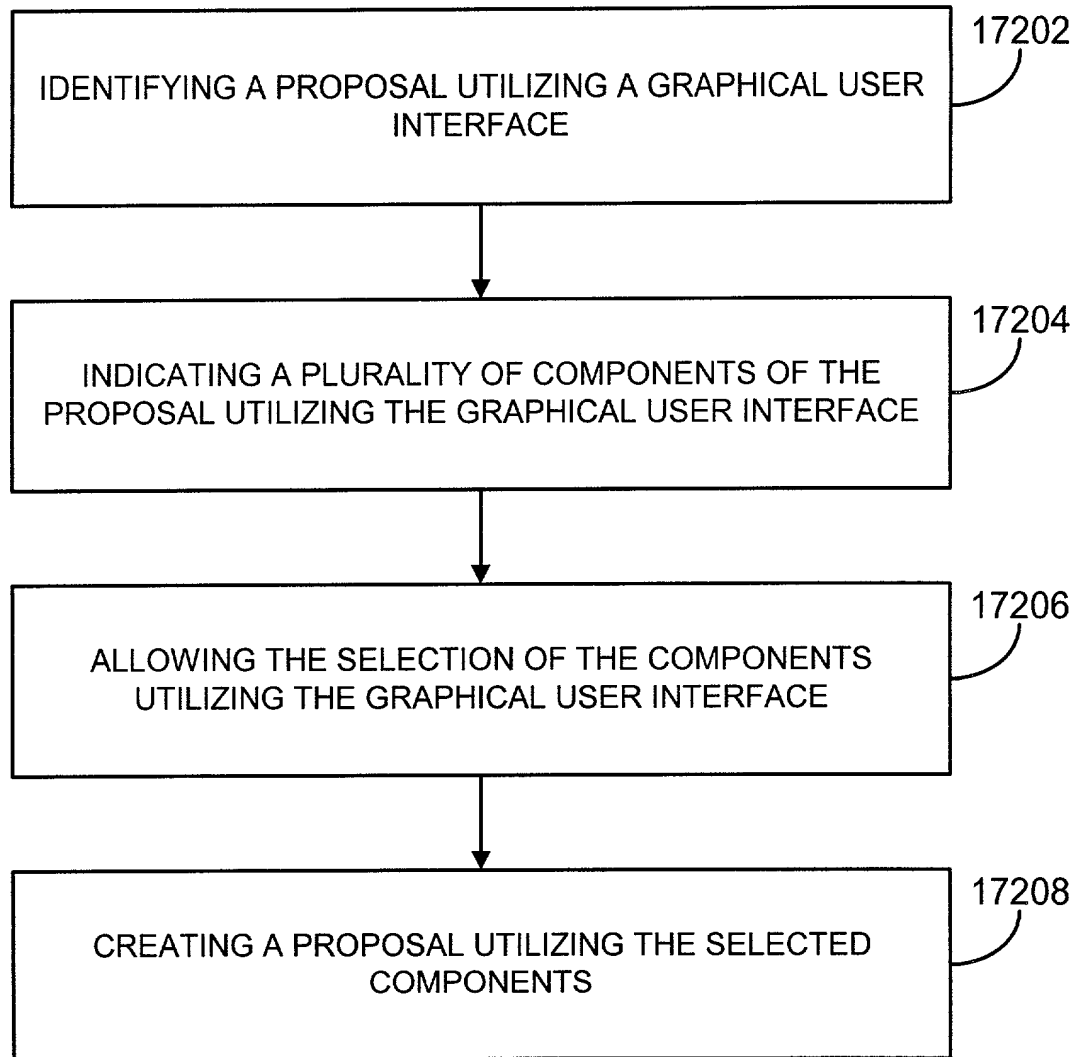 17202
IDENTIFYING A PROPOSAL UTILIZING A GRAPHICAL USER
INTERFACE
17204
INDICATING A PLURALITY OF COMPONENTS OF THE
PROPOSAL UTILIZING THE GRAPHICAL USER INTERFACE
17206
ALLOWING THE SELECTION OF THE COMPONENTS
UTILIZING THE GRAPHICAL USER INTERFACE
17208
CREATING A PROPOSAL UTILIZING THE SELECTED
COMPONENTS